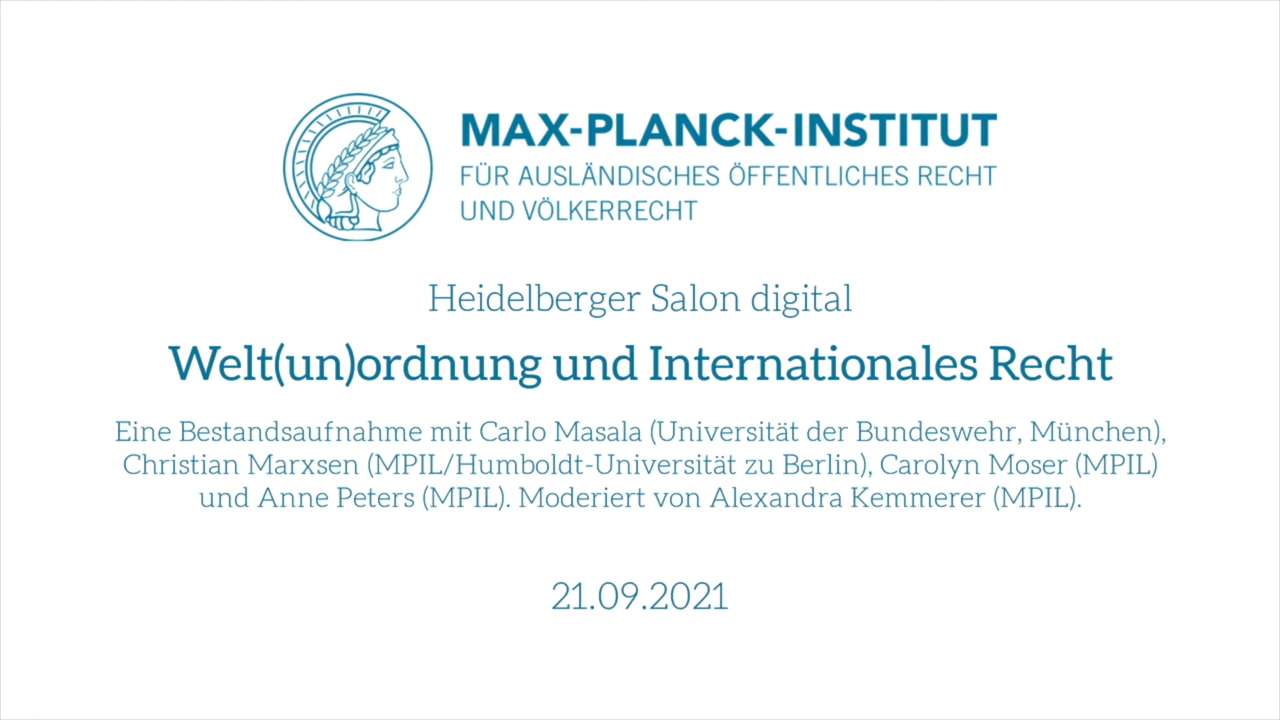 MAX-PLANCK-INSTITUT
FÜR AUSLÄNDISCHES ÖFFENTLICHES RECHT
UND VÖLKERRECHT
Heidelberger Salon digital
Welt(un)ordnung und Internationales Recht
Eine Bestandsaufnahme mit Carlo Masala (Universität der Bundeswehr, München),
Christian Marxsen (MPIL/Humboldt-Universität zu Berlin), Carolyn Moser (MPIL)
und Anne Peters (MPIL). Moderiert von Alexandra Kemmerer (MPIL).
21.09.2021